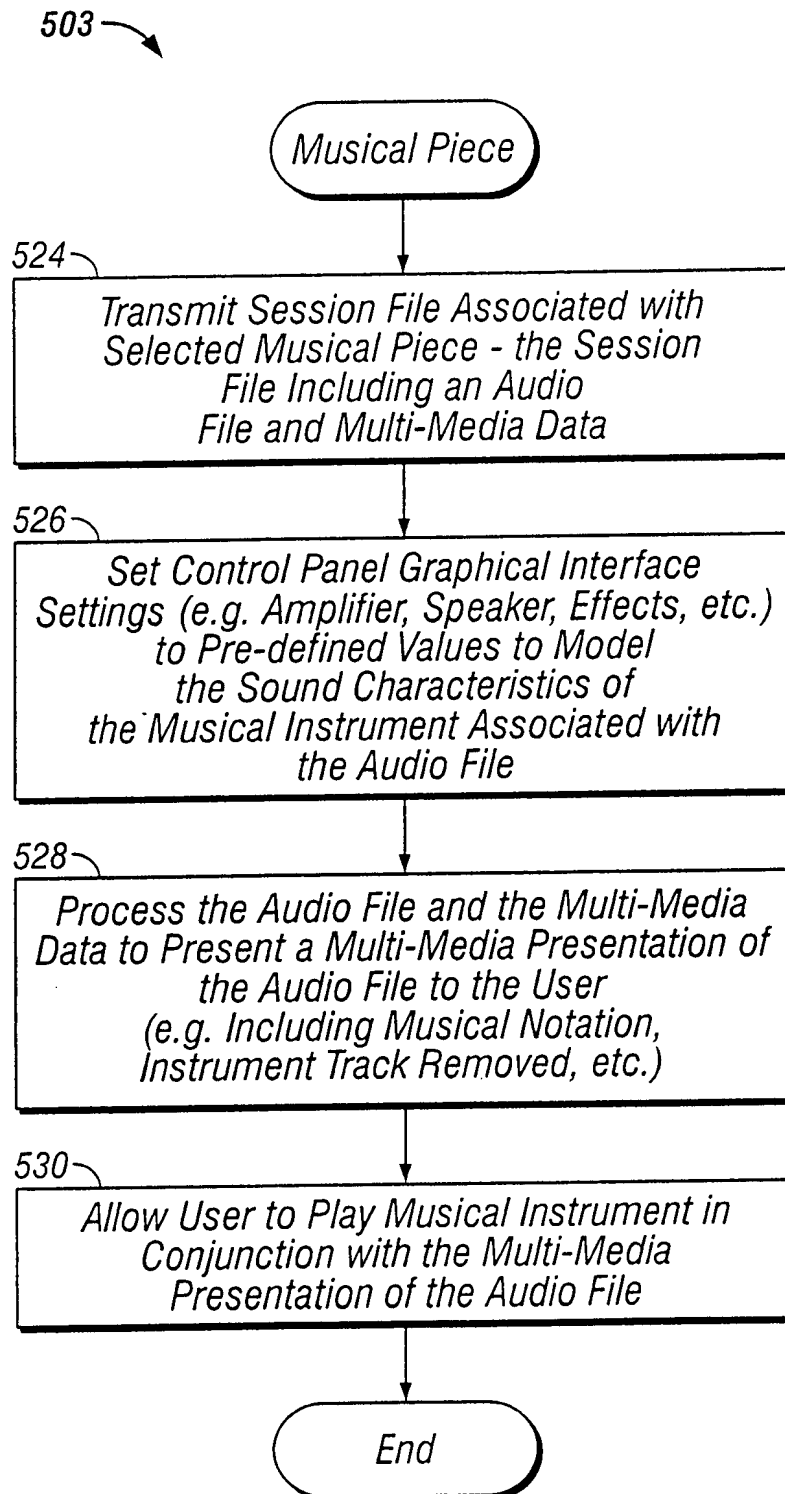 503
Musical Piece
524
Transmit Session File Associated with
Selected Musical Piece - the Session
File Including an Audio
File and Multi-Media Data
526
Set Control Panel Graphical Interface
Settings (e.g. Amplifier, Speaker, Effects, etc.)
to Pre-defined Values to Model
the Sound Characteristics of
the Musical Instrument Associated with
the Audio File
528
Process the Audio File and the Multi-Media
Data to Present a Multi-Media Presentation of
the Audio File to the User
(e.g. Including Musical Notation,
Instrument Track Removed, etc.)
530
Allow User to Play Musical Instrument in
Conjunction with the Multi-Media
Presentation of the Audio File
End